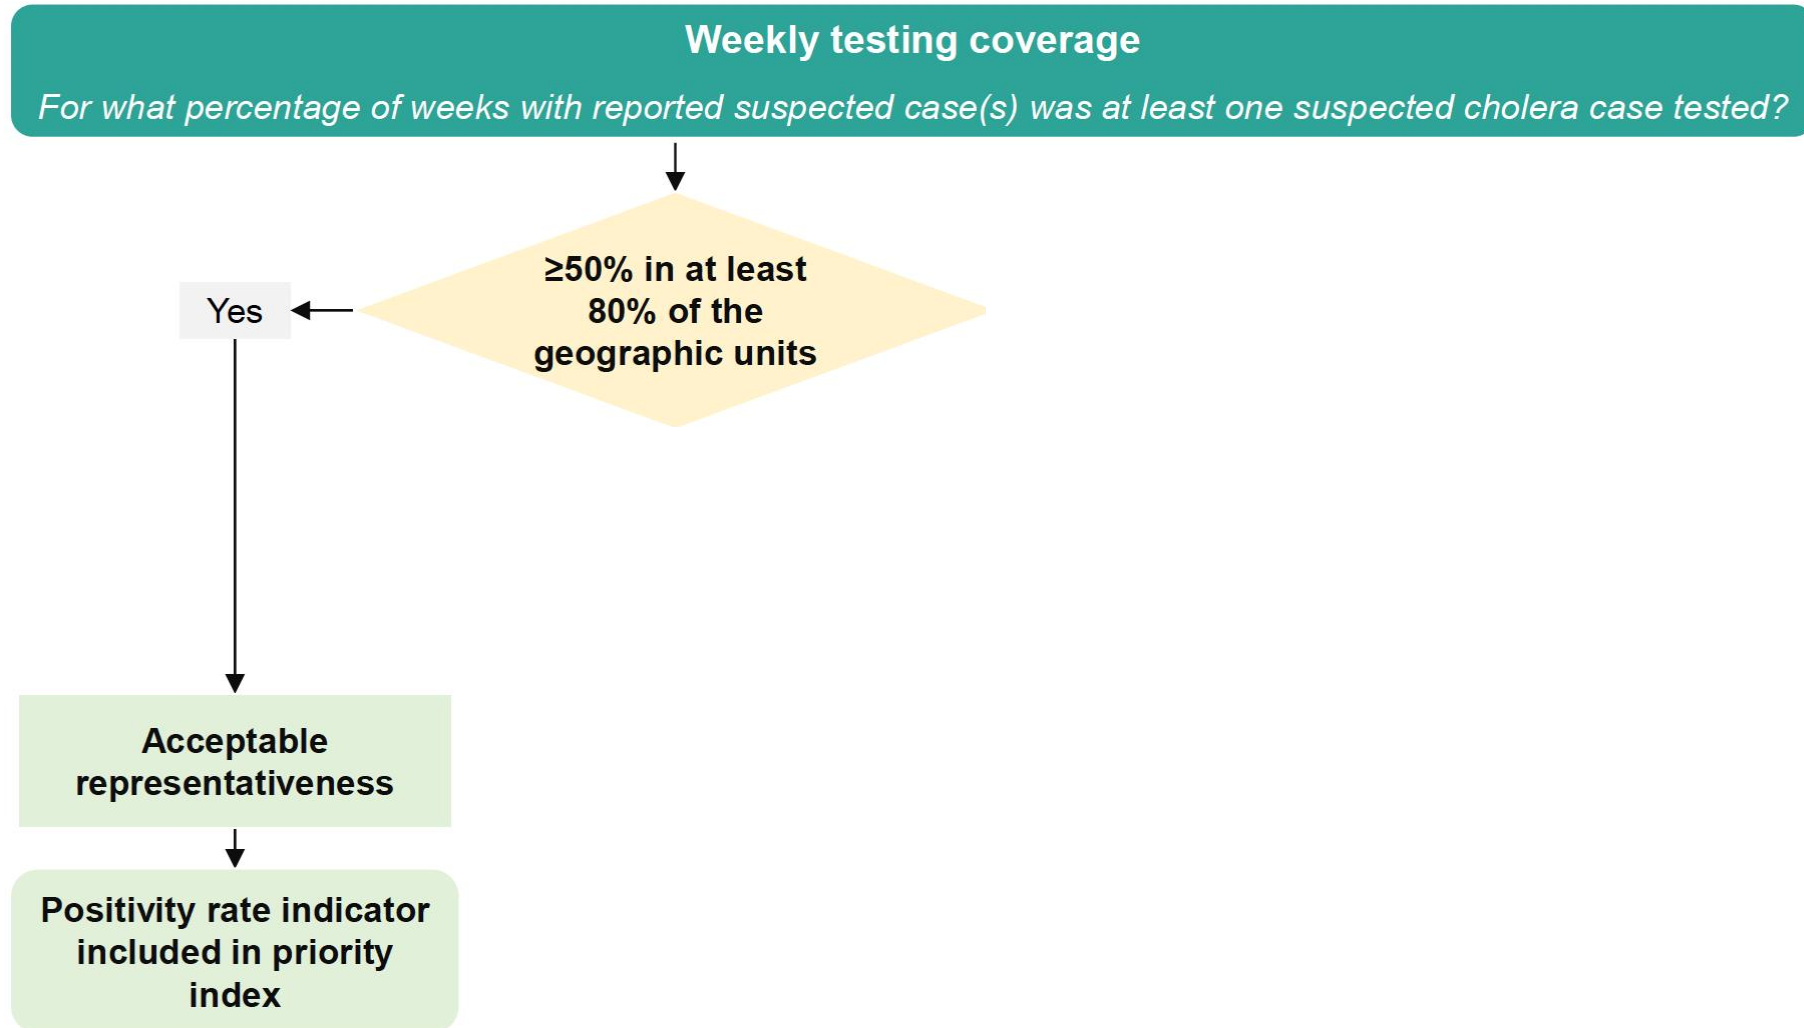 Weekly testing coverage
For what percentage of weeks with reported suspected case(s) was at least one suspected cholera case tested?
≥50% in at least
80% of the
geographic units
Yes
Acceptable
representativeness
Positivity rate indicator
included in priority
index